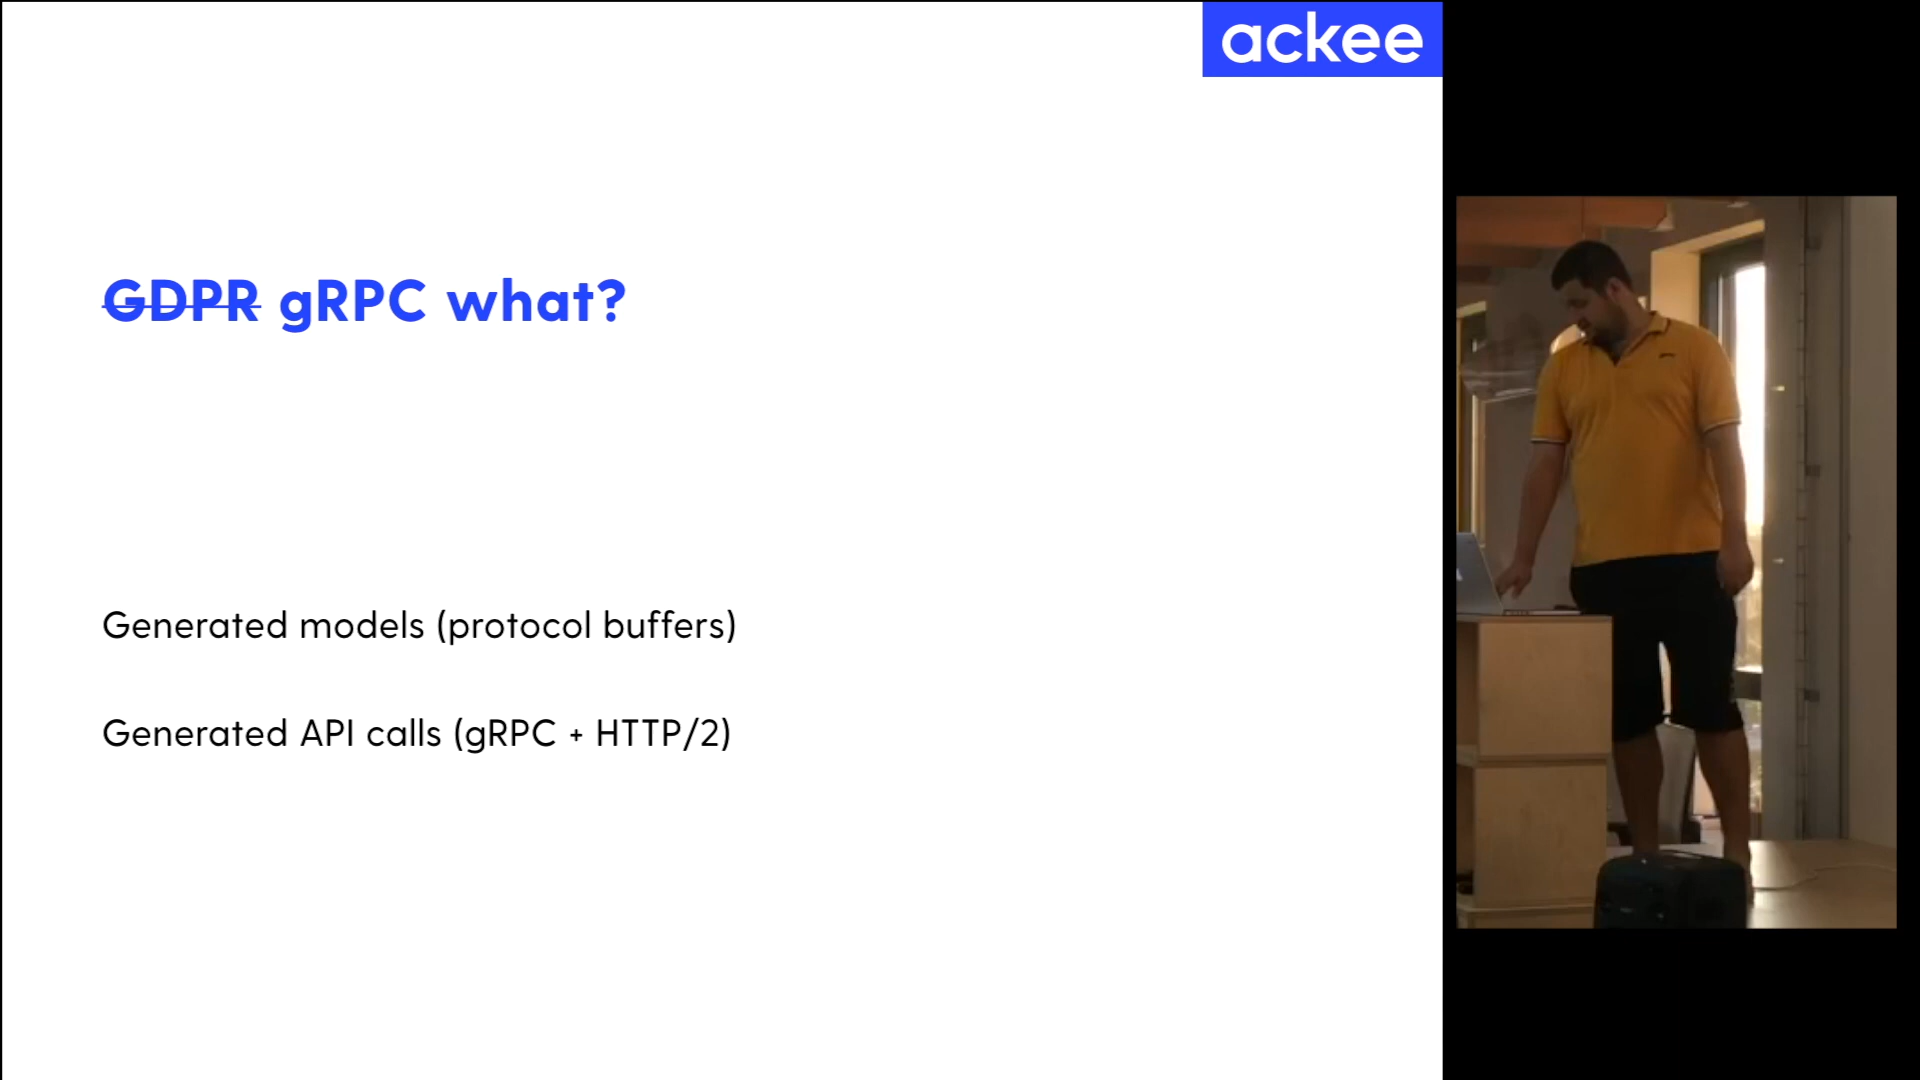 ackee
GDPR gRPC what?
Generated models (protocol buffers)
Generated API calls (gRPC + HTTP/2)